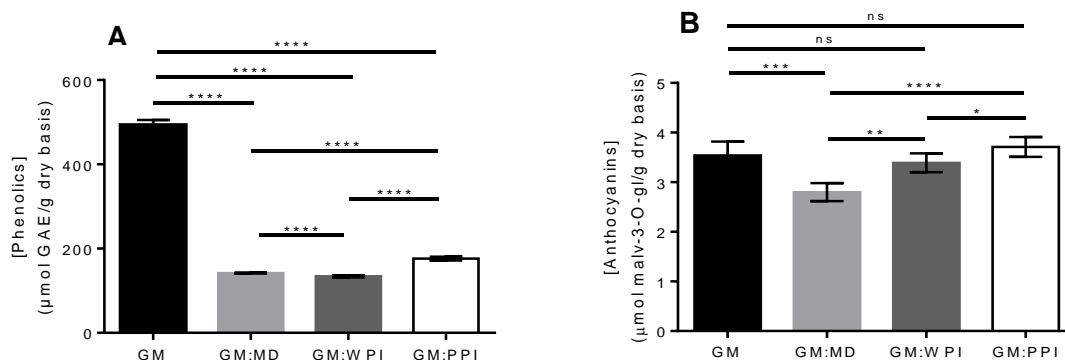 A
****
****
****
****
****
****
[Phenolics]
(µmol GAE/g dry basis)
600
400
200
0
GM
GM:MD
GM:WPI
GM:PPI
B
ns
ns
***
****
*
**
[Anthocyanins]
(µmol malv-3-O-gl/g dry basis)
5
4
3
2
1
0
GM
GM:MD
GM:WPI
GM:PPI